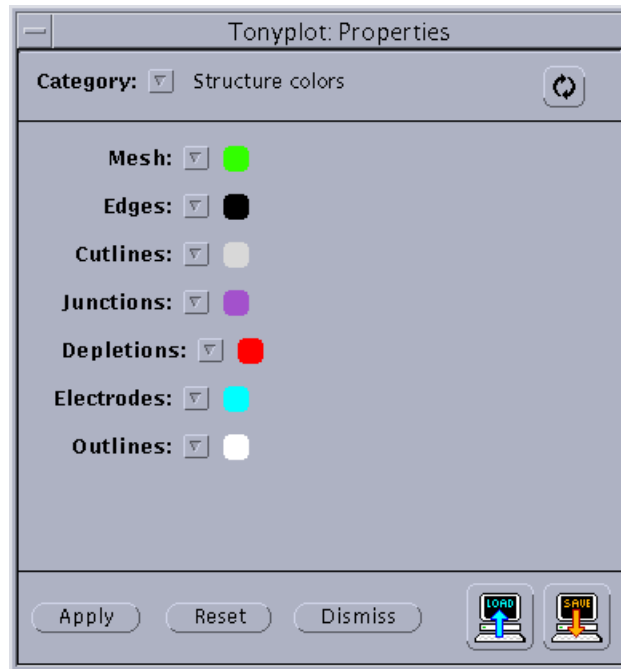 Tonyplot: Properties
Category: Structure colors
Mesh:
Edges:
Cutlines:
Junctions:
Depletions:
Electrodes:
Outlines:
Apply Reset Dismiss LOAD SAVE